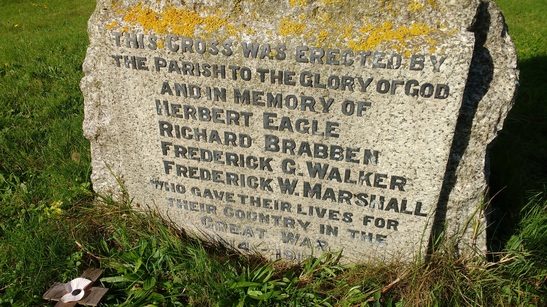 THIS CROSS WAS ERECTED BY
THE PARISH TO THE GLORY OF GOD
AND IN MEMORY OF
HERBERT EAGLE
RICHARD BRABBEN
FREDERICK G. WALKER
FREDERICK W. MARSHALL
WHO GAVE THEIR LIVES FOR
THEIR COUNTRY IN THE
GREAT WAR